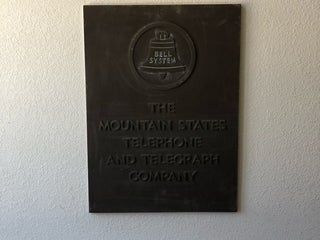 BELL
SYSTEM
THE
MOUNTAIN STATES
TELEPHONE
AND TELEGRAPH
COMPANY